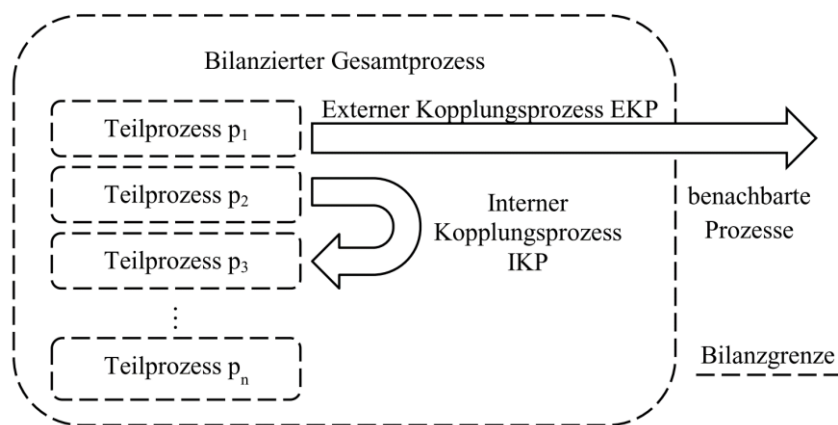 Bilanzierter Gesamtprozess
Externer Kopplungsprozess EKP
Teilprozess p₁
Teilprozess p₂
Interner
Kopplungsprozess
IKP
benachbarte
Prozesse
Teilprozess p₃
⋮
Teilprozess pₙ
Bilanzgrenze